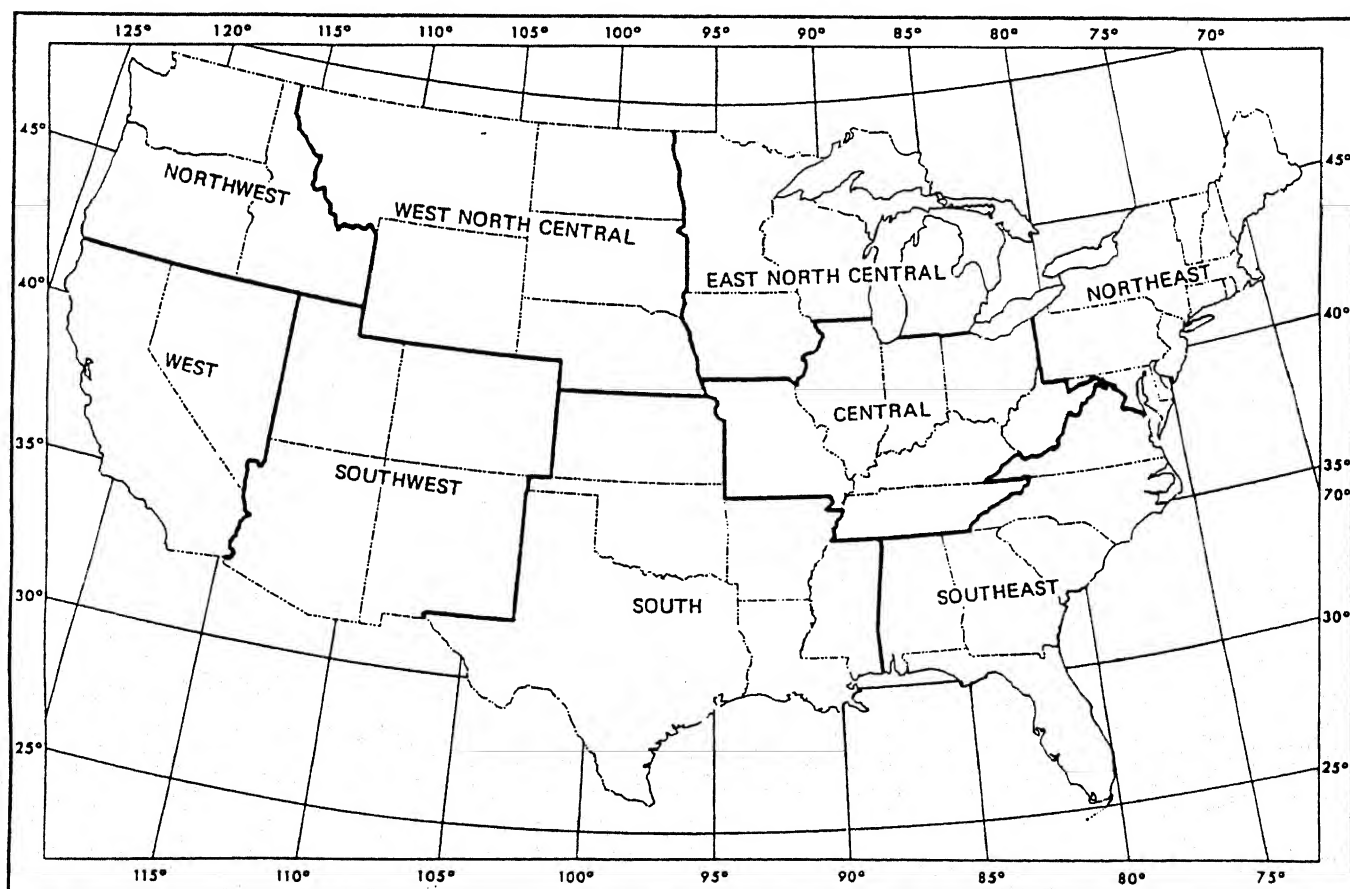 125° 120° 115° 110° 105° 100° 95° 90° 85° 80° 75° 70°
45° 45°
NORTHWEST
WEST NORTH CENTRAL
EAST NORTH CENTRAL
NORTHEAST
40° 40°
WEST
CENTRAL
35° 35°
SOUTHWEST
70°
30° 30°
SOUTH
SOUTHEAST
25° 25°
115° 110° 105° 100° 95° 90° 85° 80° 75°